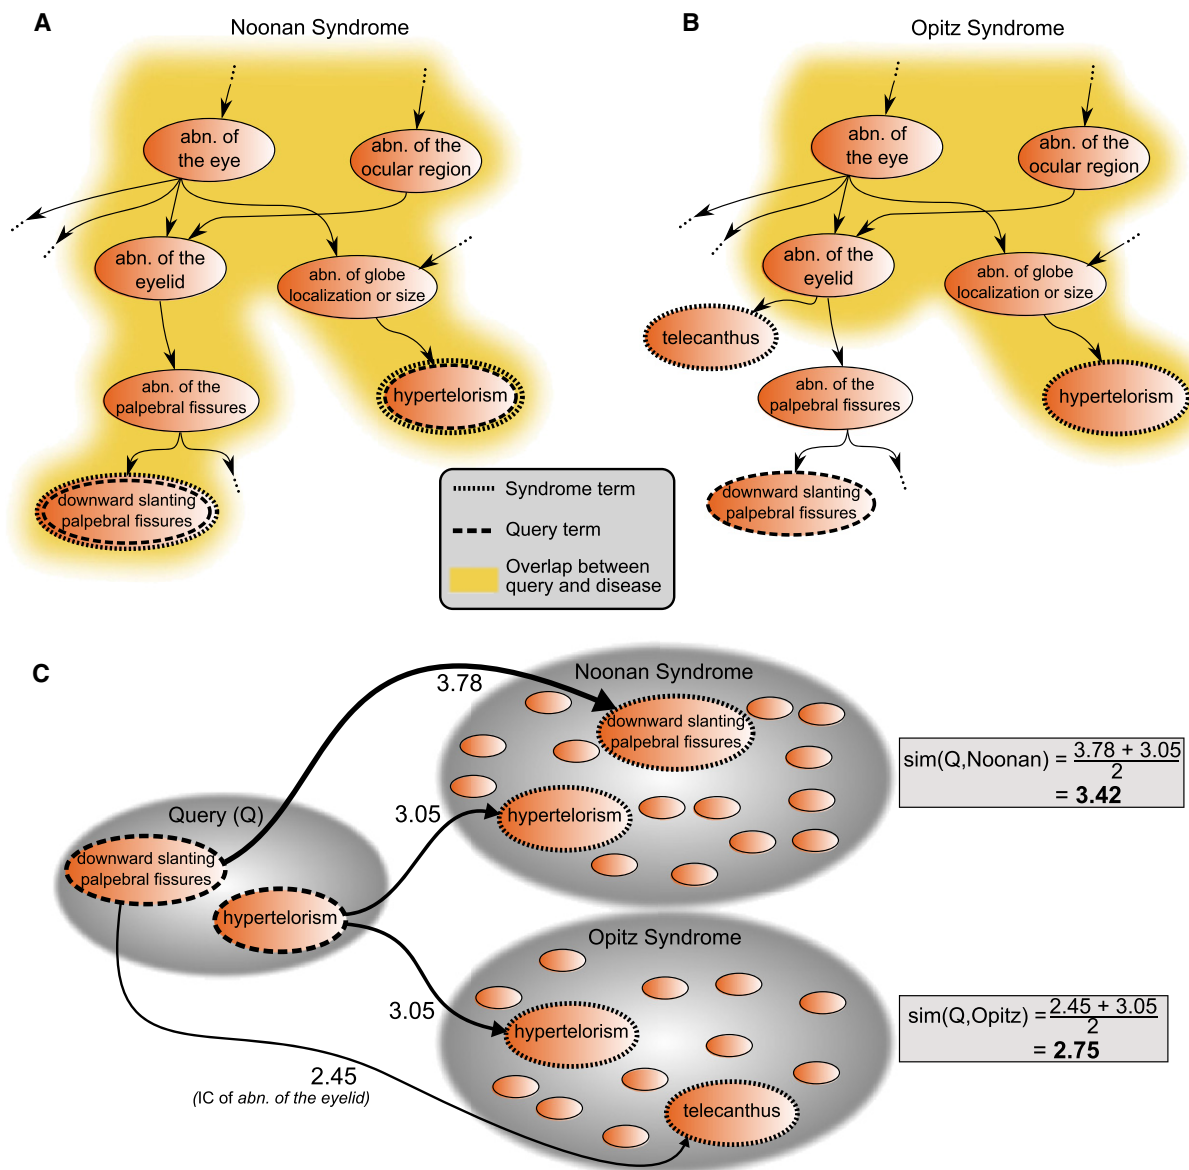 A
Noonan Syndrome
abn. of
the eye
abn. of the
ocular region
abn. of the
eyelid
abn. of globe
localization or size
abn. of the
palpebral fissures
hypertelorism
downward slanting
palpebral fissures
B
Opitz Syndrome
abn. of
the eye
abn. of the
ocular region
abn. of the
eyelid
abn. of globe
localization or size
telecanthus
abn. of the
palpebral fissures
hypertelorism
downward slanting
palpebral fissures
Syndrome term
Query term
Overlap between
query and disease
C
Query (Q)
downward slanting
palpebral fissures
hypertelorism
3.78
3.05
3.05
2.45
(IC of abn. of the eyelid)
Noonan Syndrome
downward slanting
palpebral fissures
hypertelorism
sim(Q,Noonan) = 3.78 + 3.05
2
= 3.42
Opitz Syndrome
hypertelorism
telecanthus
sim(Q,Opitz) = 2.45 + 3.05
2
= 2.75